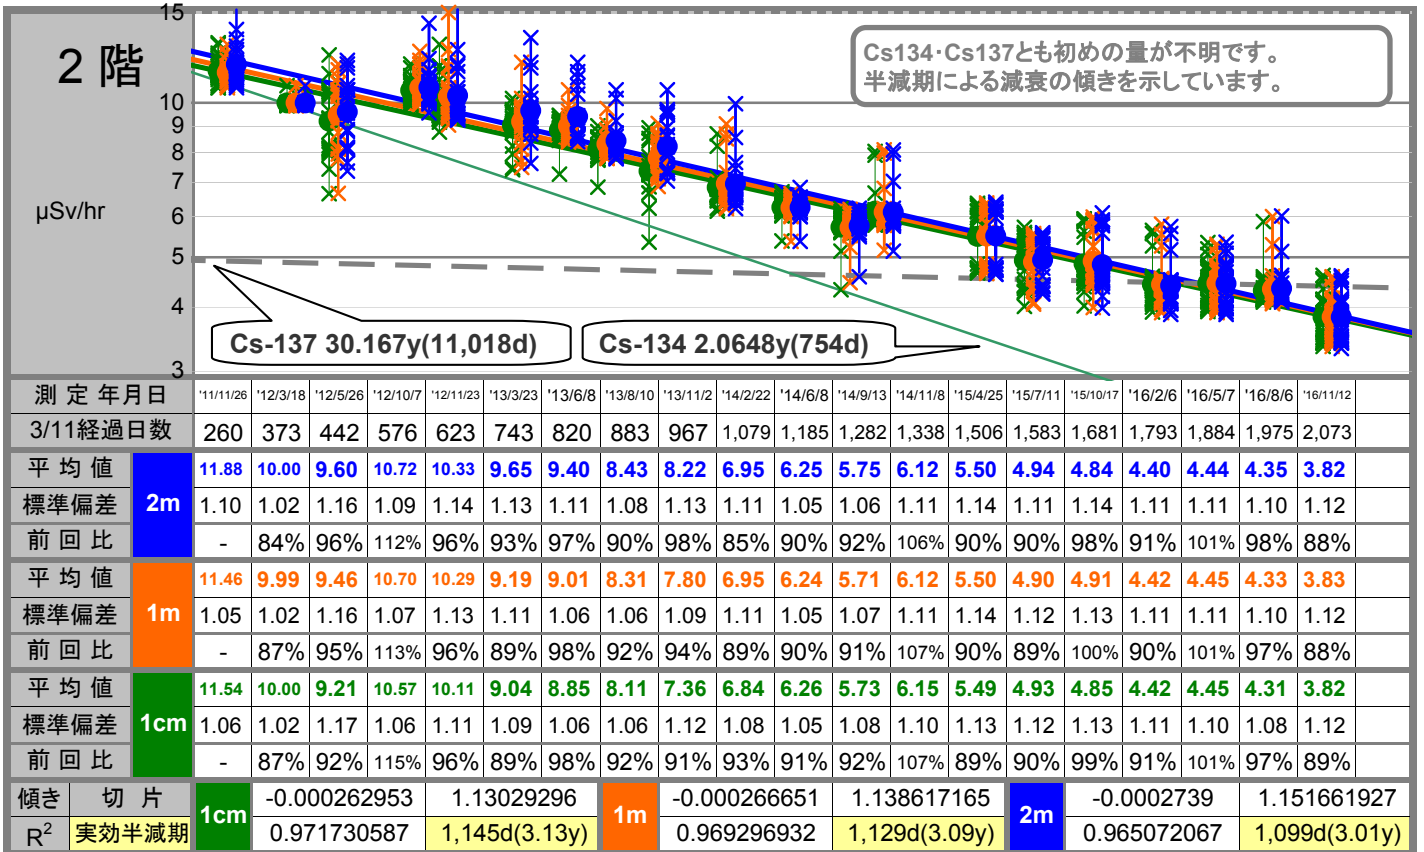 15
2 階
Cs134･Cs137とも初めの量が不明です。
半減期による減衰の傾きを示しています。
10
9
8
7
6
μSv/hr
5
4
3
Cs-137 30.167y(11,018d)
Cs-134 2.0648y(754d)
測 定 年月日 '11/11/26 '12/3/18 '12/5/26 '12/10/7 '12/11/23 '13/3/23 '13/6/8 '13/8/10 '13/11/2 '14/2/22 '14/6/8 '14/9/13 '14/11/8 '15/4/25 '15/7/11 '15/10/17 '16/2/6 '16/5/7 '16/8/6 '16/11/12
3/11経過日数 260 373 442 576 623 743 820 883 967 1,079 1,185 1,282 1,338 1,506 1,583 1,681 1,793 1,884 1,975 2,073
2m
平 均 値 11.88 10.00 9.60 10.72 10.33 9.65 9.40 8.43 8.22 6.95 6.25 5.75 6.12 5.50 4.94 4.84 4.40 4.44 4.35 3.82
標準偏差 1.10 1.02 1.16 1.09 1.14 1.13 1.11 1.08 1.13 1.11 1.05 1.06 1.11 1.14 1.11 1.14 1.11 1.11 1.10 1.12
前 回 比 - 84% 96% 112% 96% 93% 97% 90% 98% 85% 90% 92% 106% 90% 90% 98% 91% 101% 98% 88%
1m
平 均 値 11.46 9.99 9.46 10.70 10.29 9.19 9.01 8.31 7.80 6.95 6.24 5.71 6.12 5.50 4.90 4.91 4.42 4.45 4.33 3.83
標準偏差 1.05 1.02 1.16 1.07 1.13 1.11 1.06 1.06 1.09 1.11 1.05 1.07 1.11 1.14 1.12 1.13 1.11 1.11 1.10 1.12
前 回 比 - 87% 95% 113% 96% 89% 98% 92% 94% 89% 90% 91% 107% 90% 89% 100% 90% 101% 97% 88%
1cm
平 均 値 11.54 10.00 9.21 10.57 10.11 9.04 8.85 8.11 7.36 6.84 6.26 5.73 6.15 5.49 4.93 4.85 4.42 4.45 4.31 3.82
標準偏差 1.06 1.02 1.17 1.06 1.11 1.09 1.06 1.06 1.12 1.08 1.05 1.08 1.10 1.13 1.12 1.13 1.11 1.10 1.08 1.12
前 回 比 - 87% 92% 115% 96% 89% 98% 92% 91% 93% 91% 92% 107% 89% 90% 99% 91% 101% 97% 89%
傾き 切 片 1cm -0.000262953 1.13029296 1m -0.000266651 1.138617165 2m -0.0002739 1.151661927
R² 実効半減期 0.971730587 1,145d(3.13y) 0.969296932 1,129d(3.09y) 0.965072067 1,099d(3.01y)